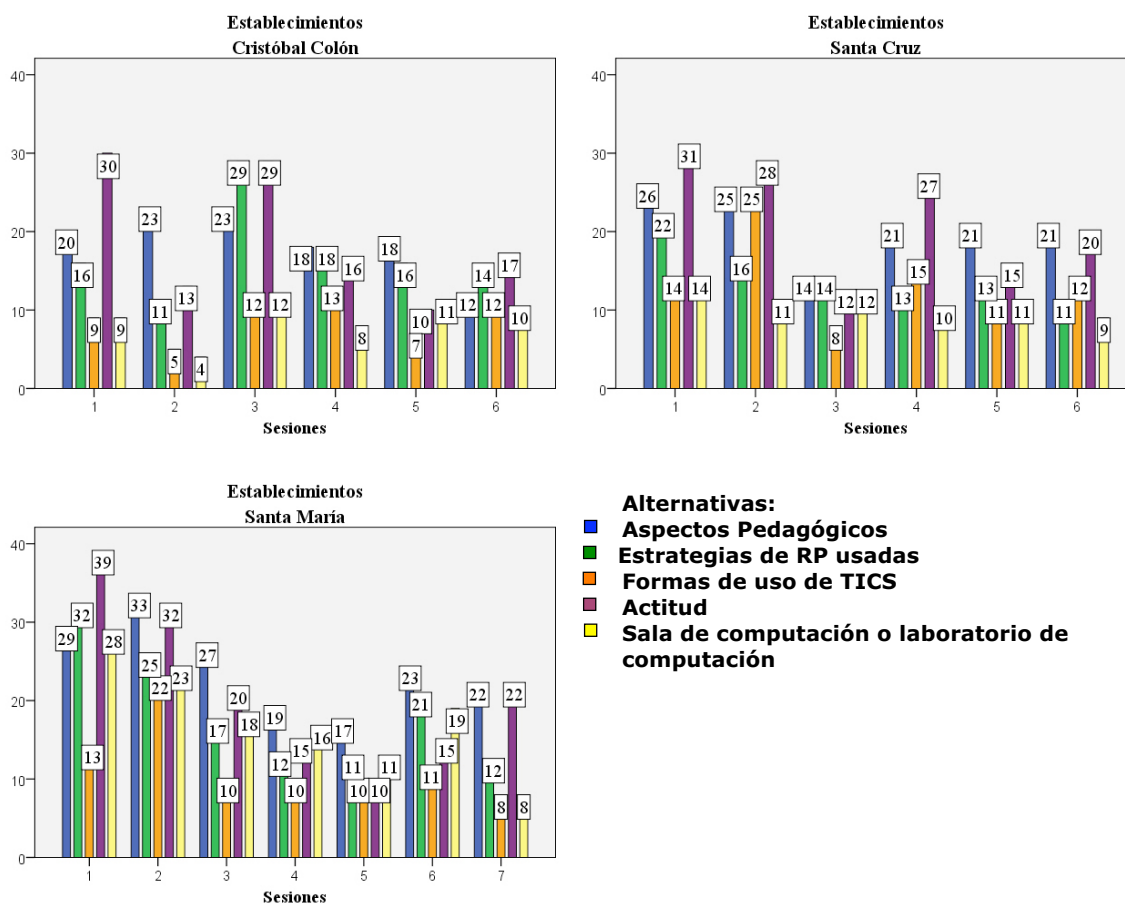 Establecimientos
Cristóbal Colón
40
30
20
10
0
20 16 9 30 9
23 11 5 13 4
23 29 12 29 12
18 18 13 16 8
18 16 7 10 11
12 14 12 17 10
1 2 3 4 5 6
Sesiones
Establecimientos
Santa Cruz
40
30
20
10
0
26 22 14 31 14
25 16 25 28 11
14 14 8 12 12
21 13 15 27 10
21 13 11 15 11
21 11 12 20 9
1 2 3 4 5 6
Sesiones
Establecimientos
Santa María
40
30
20
10
0
29 32 13 39 28
33 25 22 32 23
27 17 10 20 18
19 12 10 15 16
17 11 10 10 11
23 21 11 15 19
22 12 8 22 8
1 2 3 4 5 6 7
Sesiones
Alternativas:
Aspectos Pedagógicos
Estrategias de RP usadas
Formas de uso de TICS
Actitud
Sala de computación o laboratorio de
computación